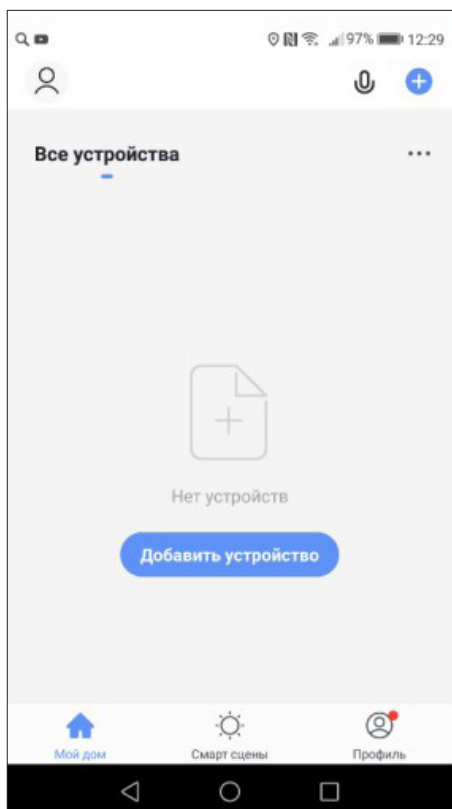 97% 12:29
Все устройства
Нет устройств
Добавить устройство
Мой дом Смарт сцены Профиль